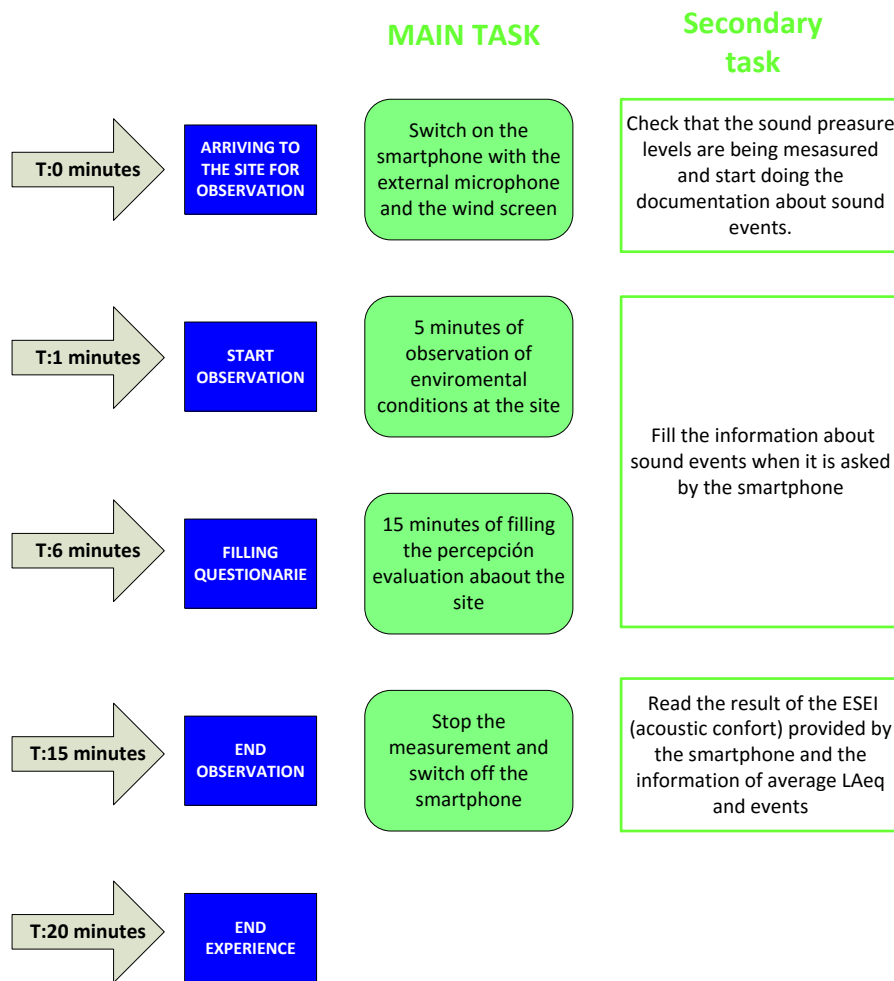 MAIN TASK
Secondary
task
T:0 minutes
ARRIVING TO
THE SITE FOR
OBSERVATION
Switch on the
smartphone with the
external microphone
and the wind screen
Check that the sound preasure
levels are being mesasured
and start doing the
documentation about sound
events.
T:1 minutes
START
OBSERVATION
5 minutes of
observation of
enviromental
conditions at the site
Fill the information about
sound events when it is asked
by the smartphone
T:6 minutes
FILLING
QUESTIONARIE
15 minutes of filling
the percepción
evaluation abaout the
site
T:15 minutes
END
OBSERVATION
Stop the
measurement and
switch off the
smartphone
Read the result of the ESEI
(acoustic confort) provided by
the smartphone and the
information of average LAeq
and events
T:20 minutes
END
EXPERIENCE